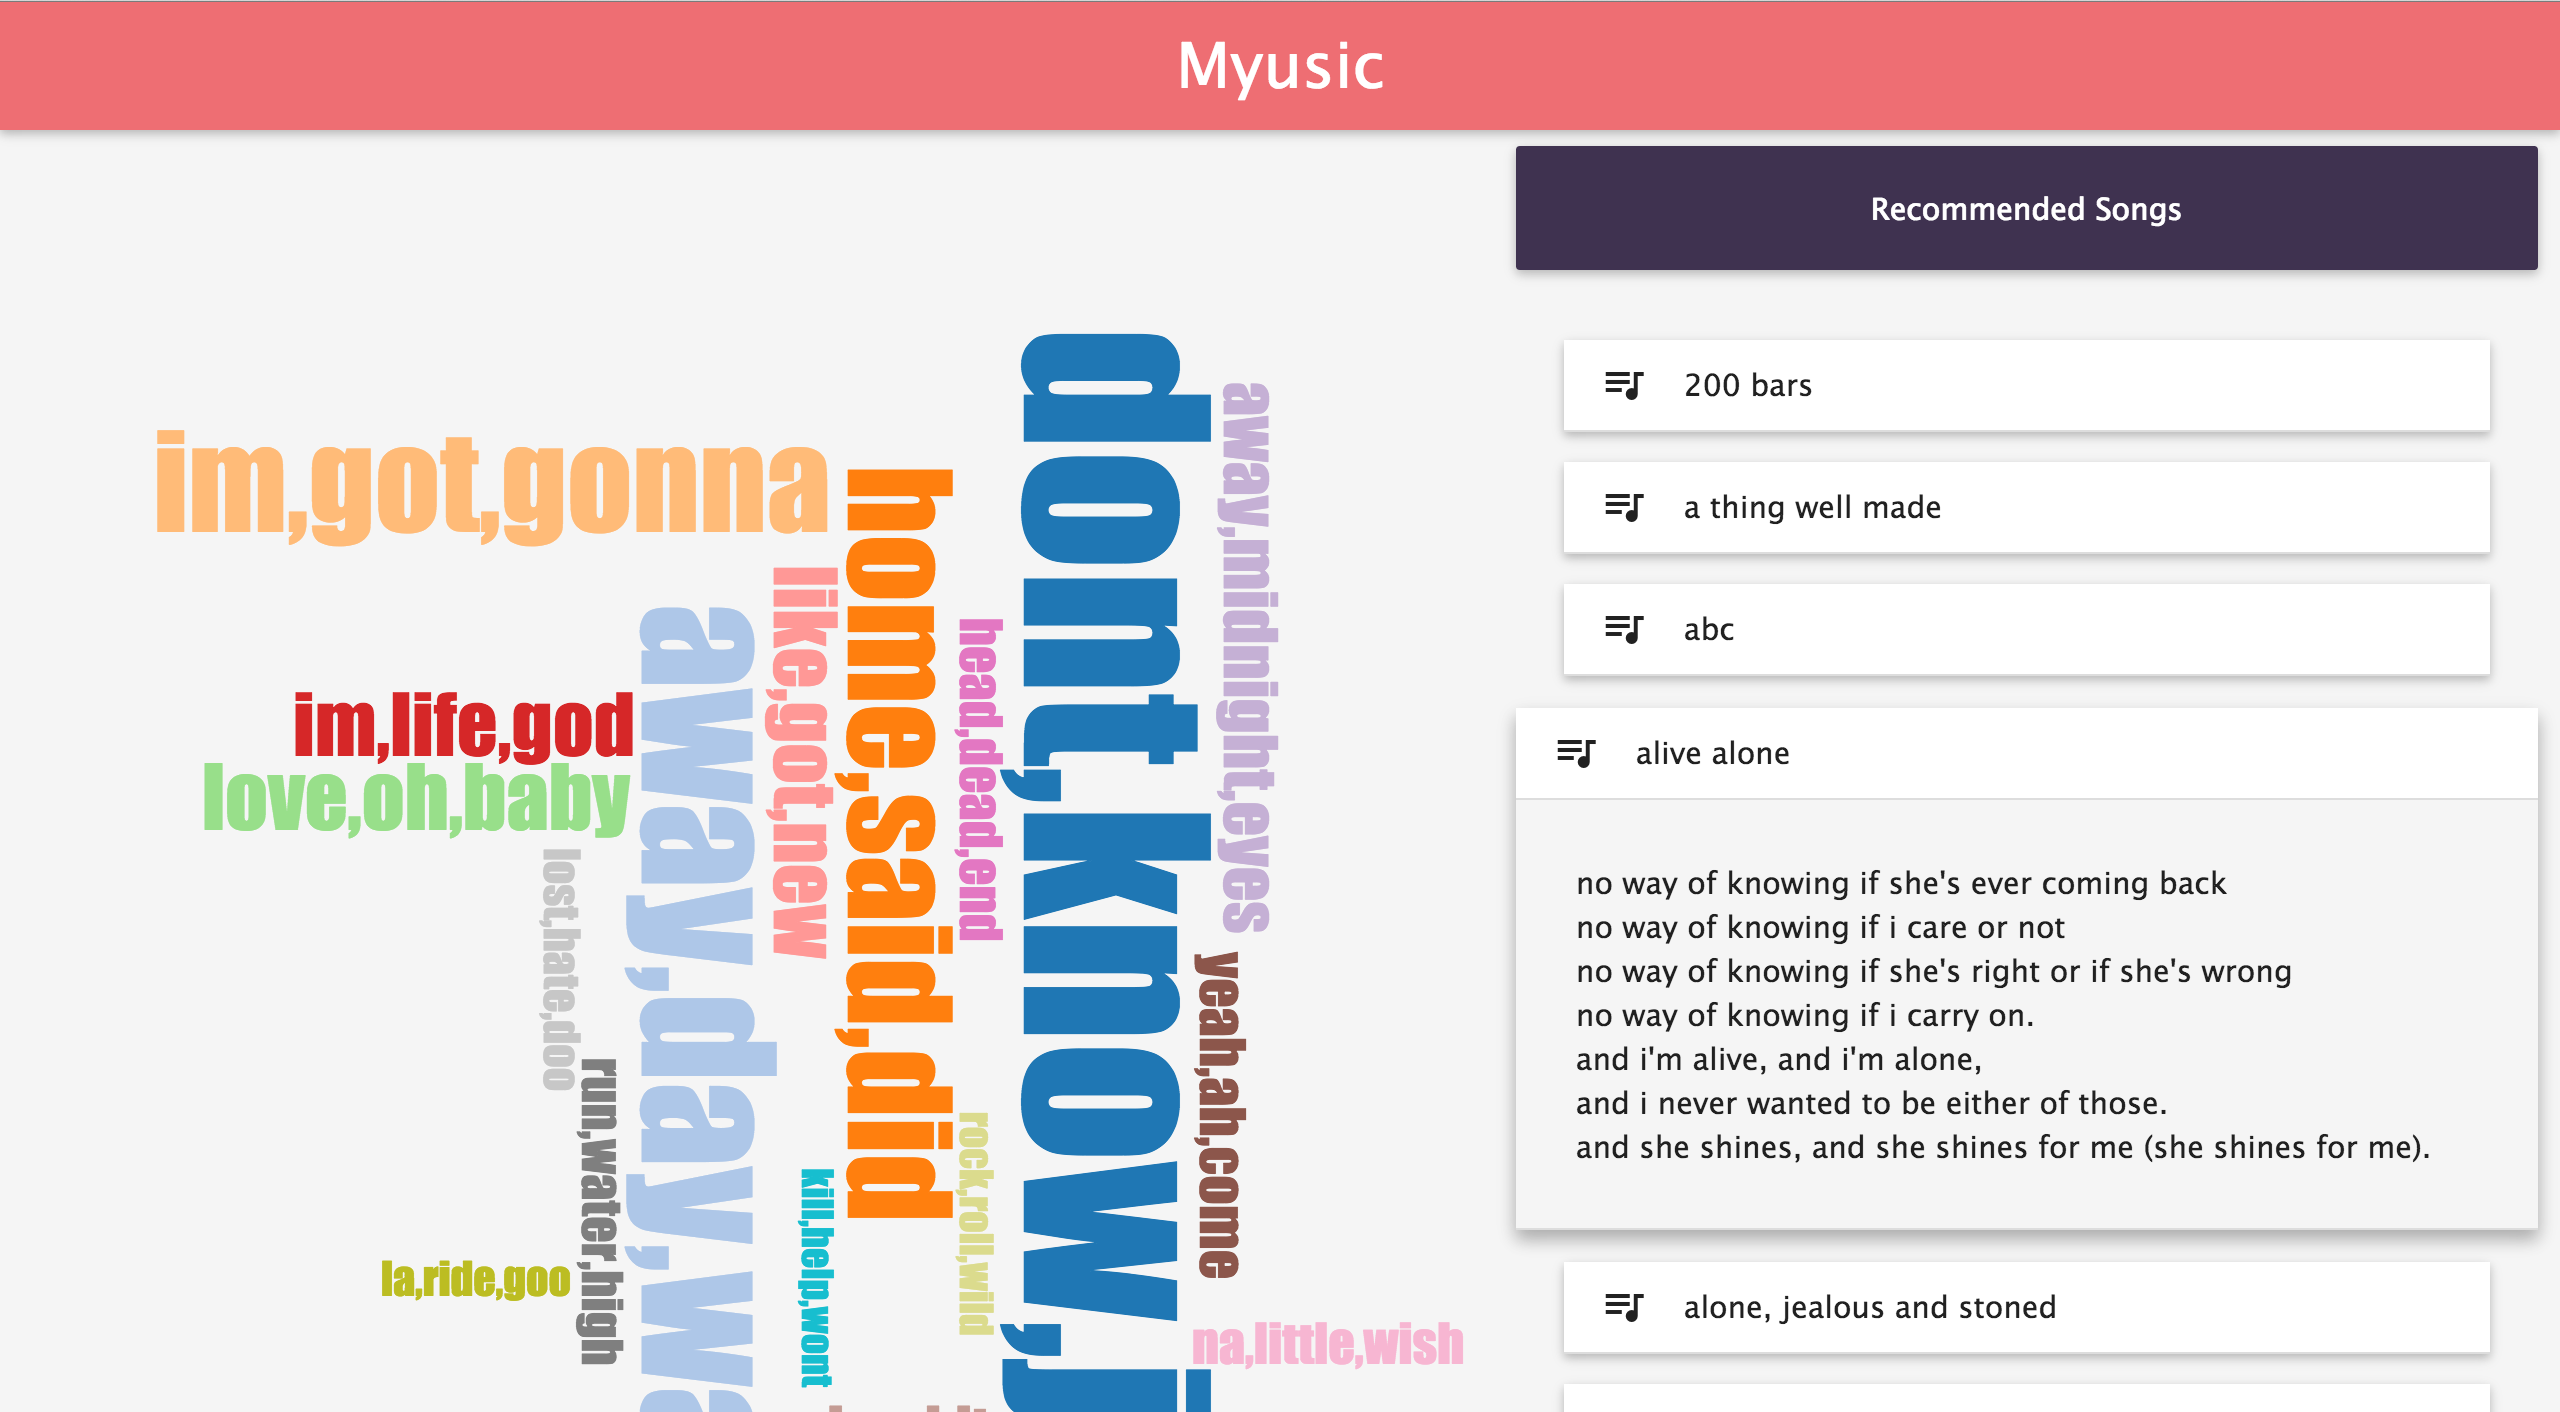 Myusic
im,got,gonna
im,life,god
love,oh,baby
lost,hate,doo
run,water,high
la,ride,goo
away,day,wa
like,got,new
home,said,did
head,dead,end
kill,help,wont
rock,roll,wild
dont,know,j
away,midnight,eyes
yeah,ah,come
na,little,wish
Recommended Songs
200 bars
a thing well made
abc
alive alone
no way of knowing if she's ever coming back
no way of knowing if i care or not
no way of knowing if she's right or if she's wrong
no way of knowing if i carry on.
and i'm alive, and i'm alone,
and i never wanted to be either of those.
and she shines, and she shines for me (she shines for me).
alone, jealous and stoned